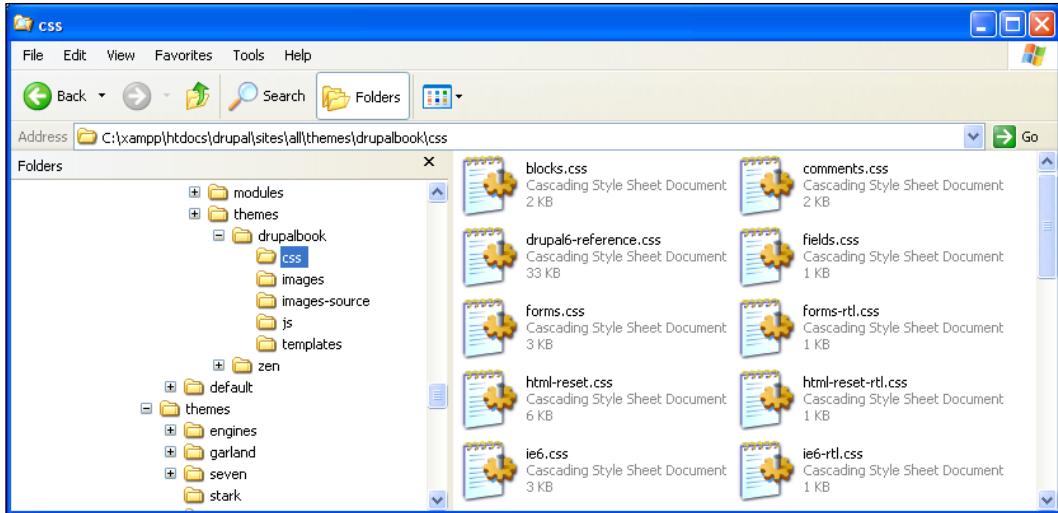 css
File Edit View Favorites Tools Help
Back Search Folders
Address C:\xampp\htdocs\drupal\sites\all\themes\drupalbook\css Go
Folders
modules
themes
drupalbook
css
images
images-source
js
templates
zen
default
themes
engines
garland
seven
stark
blocks.css
Cascading Style Sheet Document
2 KB
comments.css
Cascading Style Sheet Document
2 KB
drupal6-reference.css
Cascading Style Sheet Document
33 KB
fields.css
Cascading Style Sheet Document
1 KB
forms.css
Cascading Style Sheet Document
3 KB
forms-rtl.css
Cascading Style Sheet Document
1 KB
html-reset.css
Cascading Style Sheet Document
6 KB
html-reset-rtl.css
Cascading Style Sheet Document
1 KB
ie6.css
Cascading Style Sheet Document
3 KB
ie6-rtl.css
Cascading Style Sheet Document
1 KB